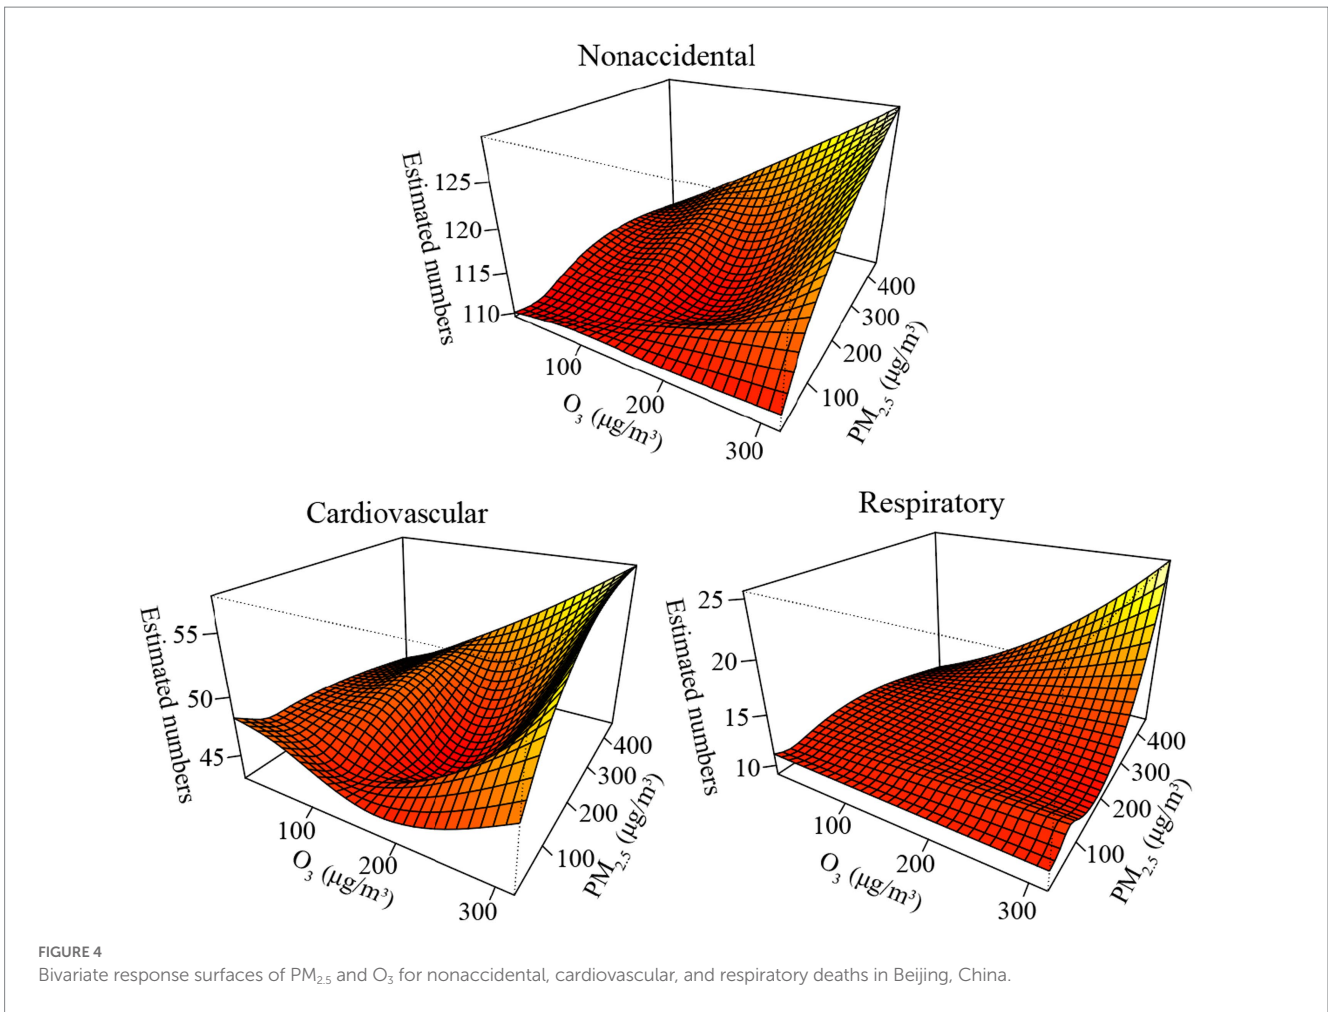 Nonaccidental
Estimated numbers
125
120
115
110
100
200
300
O₃ (μg/m³)
400
300
200
100
PM₂.₅ (μg/m³)
Cardiovascular
Estimated numbers
55
50
45
100
200
300
O₃ (μg/m³)
400
300
200
100
PM₂.₅ (μg/m³)
Respiratory
Estimated numbers
25
20
15
10
100
200
300
O₃ (μg/m³)
400
300
200
100
PM₂.₅ (μg/m³)
FIGURE 4
Bivariate response surfaces of PM₂.₅ and O₃ for nonaccidental, cardiovascular, and respiratory deaths in Beijing, China.